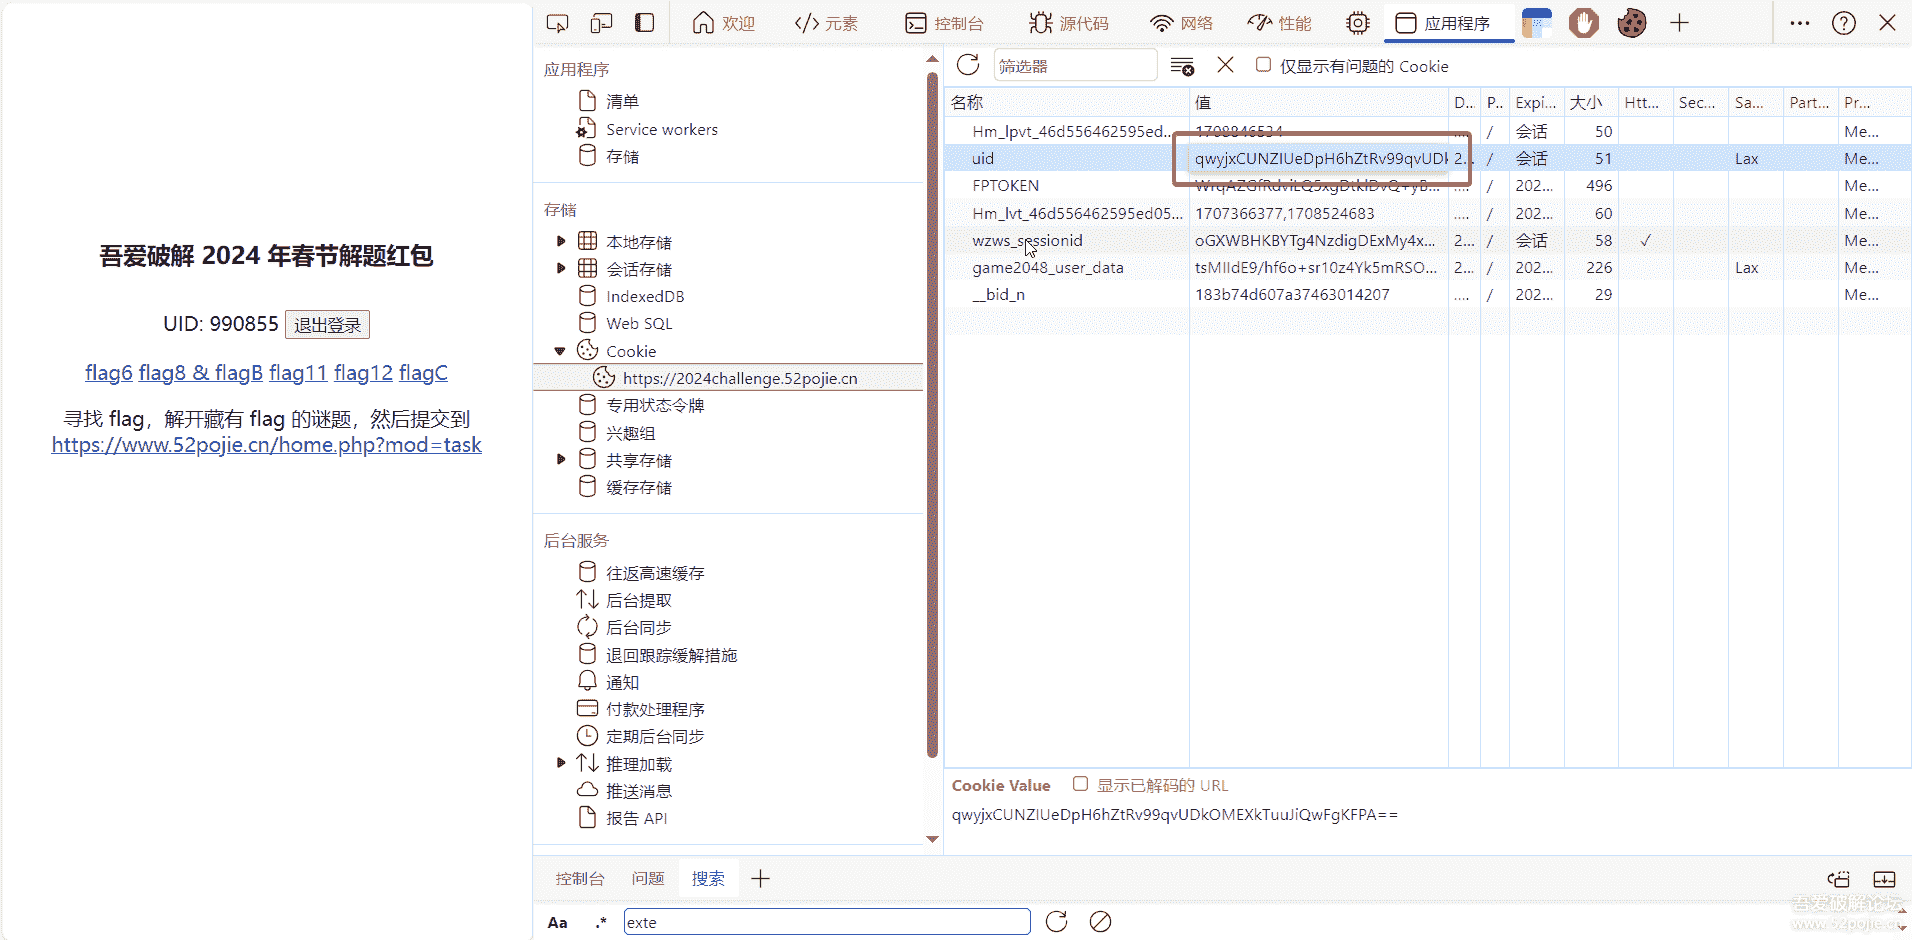 吾爱破解 2024 年春节解题红包
UID: 990855 退出登录
flag6 flag8 & flagB flag11 flag12 flagC
寻找 flag，解开藏有 flag 的谜题，然后提交到
https://www.52pojie.cn/home.php?mod=task
欢迎 元素 控制台 源代码 网络 性能 应用程序
应用程序
清单
Service workers
存储
存储
本地存储
会话存储
IndexedDB
Web SQL
Cookie
https://2024challenge.52pojie.cn
专用状态令牌
兴趣组
共享存储
缓存存储
后台服务
往返高速缓存
后台提取
后台同步
退回跟踪缓解措施
通知
付款处理程序
定期后台同步
推理加载
推送消息
报告 API
筛选器 仅显示有问题的 Cookie
名称 值 D... P.. Expi... 大小 Htt... Sec... Sa... Part... Pr...
Hm_lpvt_46d556462595ed... 1708846534 .... / 会话 50 Me...
uid qwyjxCUNZIUeDpH6hZtRv99qvUDk 2... / 会话 51 Lax Me...
FPTOKEN / 202... 496 Me...
Hm_lvt_46d556462595ed05... 1707366377,1708524683 .... / 202... 60 Me...
wzws_sessionid oGXWBHKBYTg4NzdigDExMy4x... 2... / 会话 58 ✓ Me...
game2048_user_data tsMIIdE9/hf6o+sr10z4Yk5mRSO... 2... / 202... 226 Lax Me...
__bid_n 183b74d607a37463014207 .... / 202... 29 Me...
Cookie Value 显示已解码的 URL
qwyjxCUNZIUeDpH6hZtRv99qvUDkOMEXkTuuJiQwFgKFPA==
控制台 问题 搜索
Aa .* exte
吾爱破解论坛
www.52pojie.cn